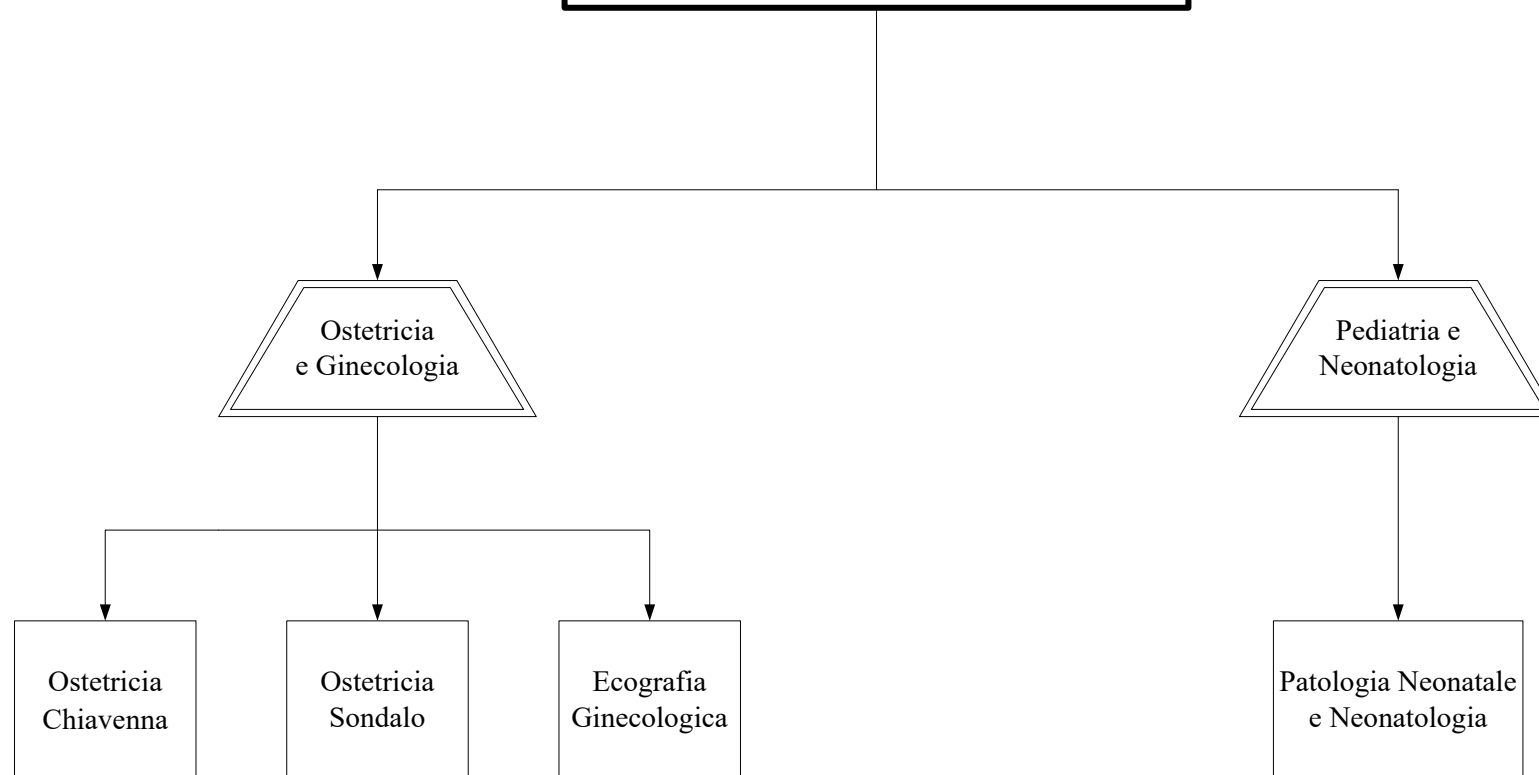 Ostetricia
e Ginecologia
Pediatria e
Neonatologia
Ostetricia
Chiavenna
Ostetricia
Sondalo
Ecografia
Ginecologica
Patologia Neonatale
e Neonatologia